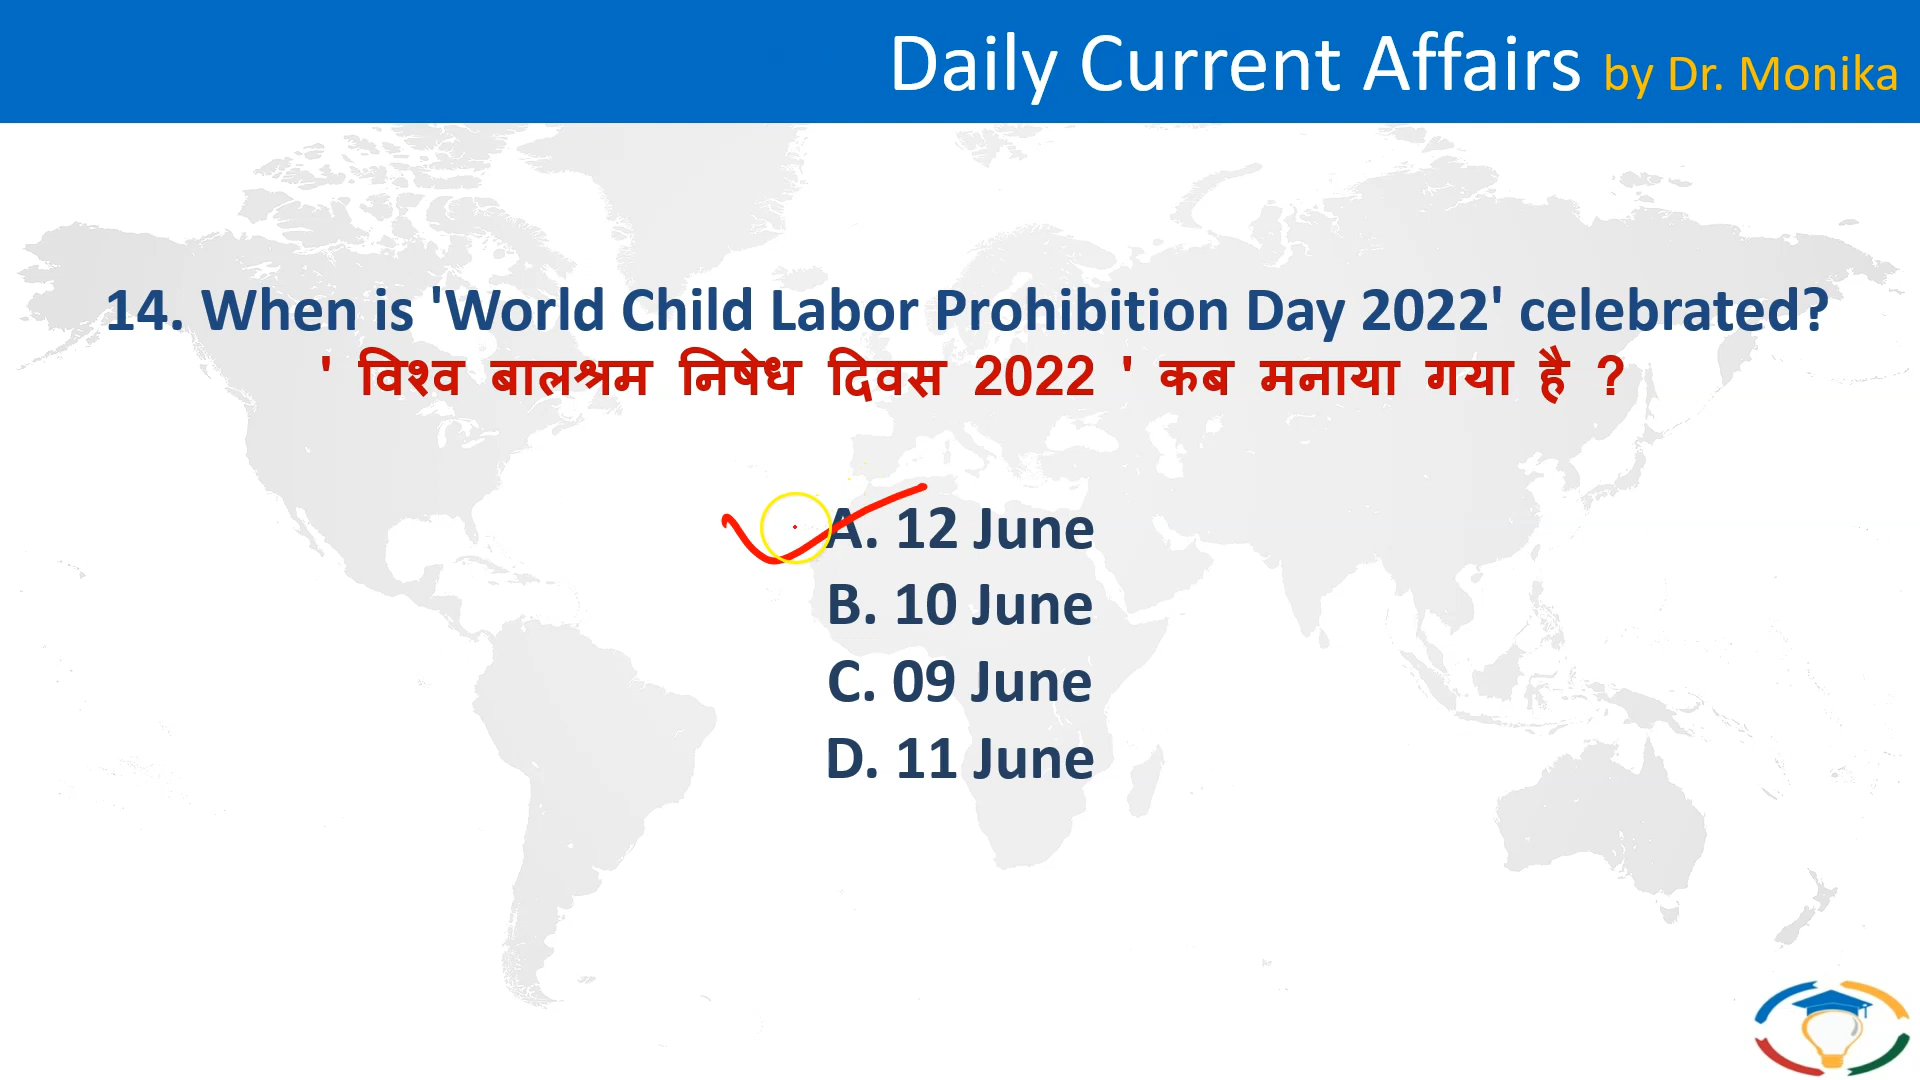 Daily Current Affairs by Dr. Monika
14. When is 'World Child Labor Prohibition Day 2022' celebrated?
' विश्व बालश्रम निषेध दिवस 2022 ' कब मनाया गया है ?
A. 12 June
B. 10 June
C. 09 June
D. 11 June